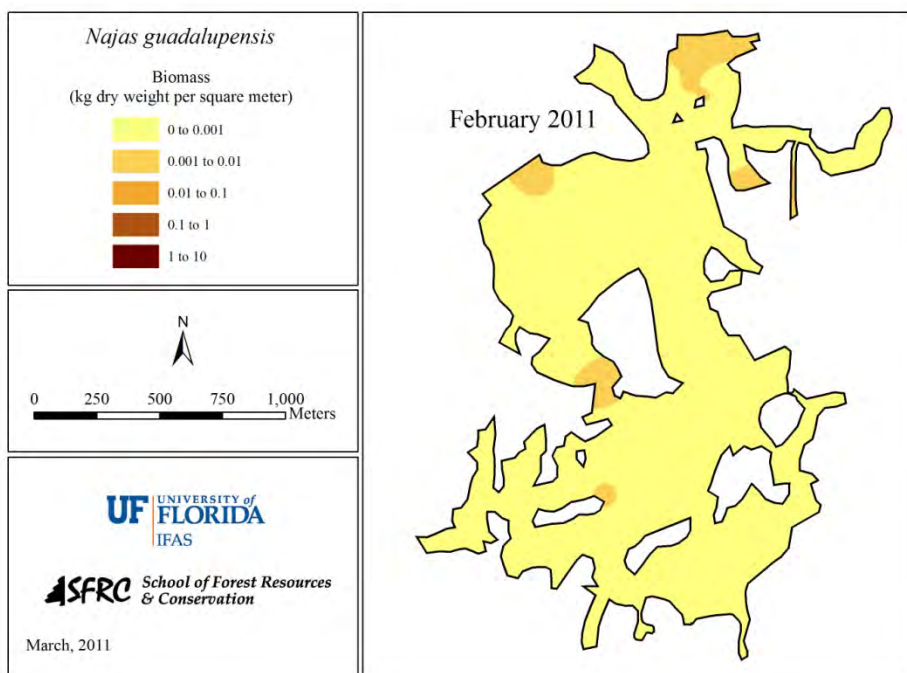 Najas guadalupensis
Biomass
(kg dry weight per square meter)
0 to 0.001
0.001 to 0.01
0.01 to 0.1
0.1 to 1
1 to 10
N
0 250 500 750 1,000
Meters
UF UNIVERSITY of
FLORIDA
IFAS
SFRC School of Forest Resources
& Conservation
March, 2011
February 2011